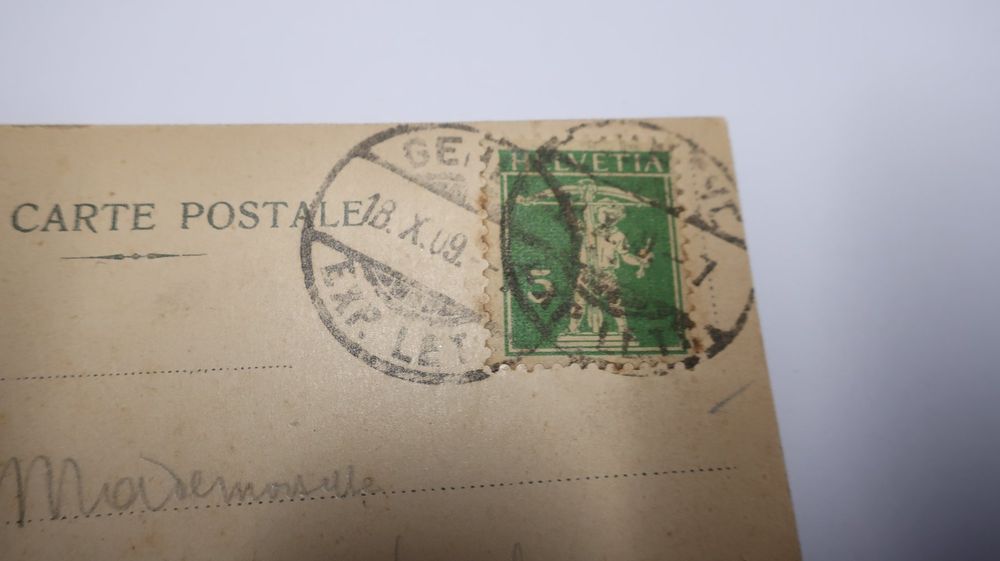 CARTE POSTALE
18.X.09.
EXP. LET
HELVETIA
5
Mademoiselle